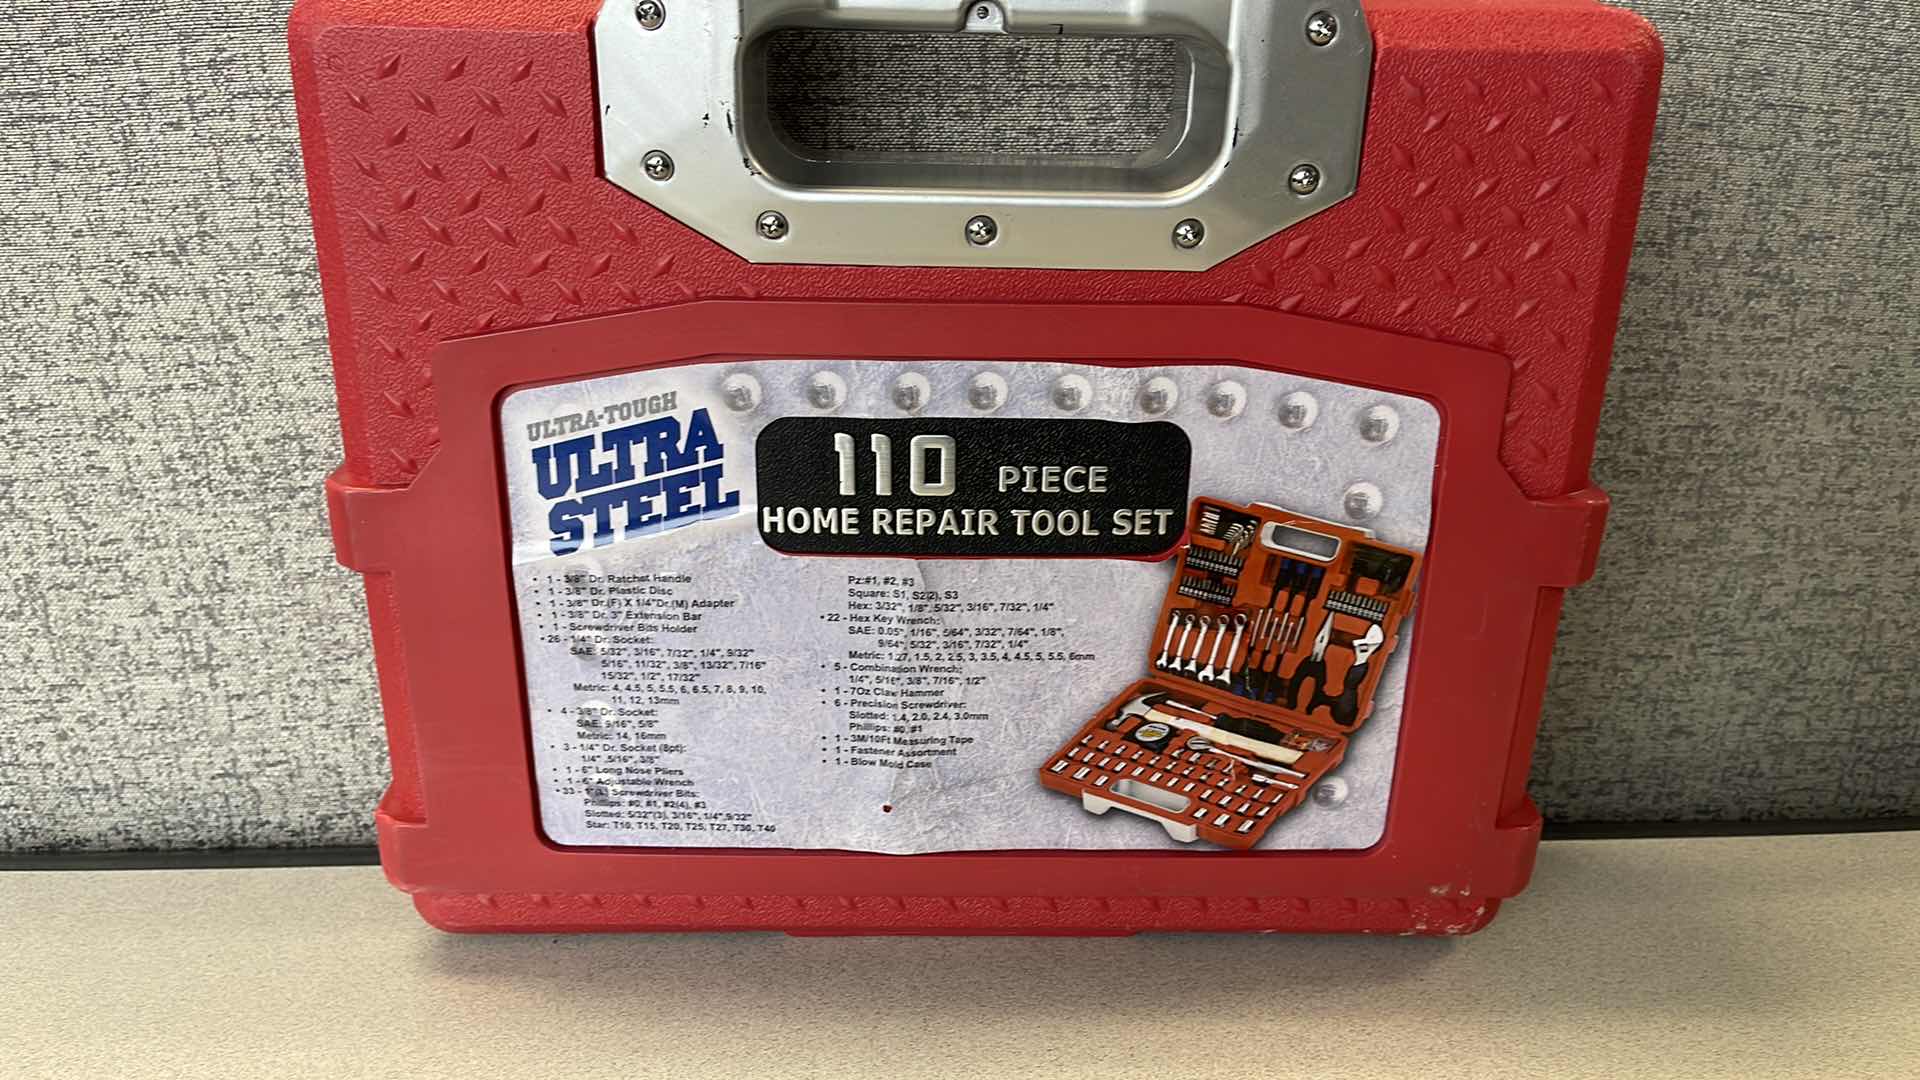 ULTRA-TOUGH
ULTRA
STEEL
110 PIECE
HOME REPAIR TOOL SET
• 1 - 3/8" Dr. Ratchet Handle
• 1 - 3/8" Dr. Plastic Disc
• 1 - 3/8" Dr.(F) X 1/4"Dr.(M) Adapter
• 1 - 3/8" Dr. 3" Extension Bar
• 1 - Screwdriver Bits Holder
• 26 - 1/4" Dr. Socket:
SAE: 5/32", 3/16", 7/32", 1/4", 9/32"
5/16", 11/32", 3/8", 13/32", 7/16"
15/32", 1/2", 17/32"
Metric: 4, 4.5, 5, 5.5, 6, 6.5, 7, 8, 9, 10,
11, 12, 13mm
• 4 - 3/8" Dr. Socket:
SAE: 9/16", 5/8"
Metric: 14, 16mm
• 3 - 1/4" Dr. Socket (8pt):
1/4" ,5/16", 3/8"
• 1 - 6" Long Nose Pliers
• 1 - 6" Adjustable Wrench
• 33 - 1"(L) Screwdriver Bits:
Phillips: #0, #1, #2(4), #3
Slotted: 5/32"(3), 3/16", 1/4",9/32"
Star: T10, T15, T20, T25, T27, T30, T40
Pz:#1, #2, #3
Square: S1, S2(2), S3
Hex: 3/32", 1/8", 5/32", 3/16", 7/32", 1/4"
• 22 - Hex Key Wrench:
SAE: 0.05", 1/16", 5/64", 3/32", 7/64", 1/8",
9/64", 5/32", 3/16", 7/32", 1/4"
Metric: 1.27, 1.5, 2, 2.5, 3, 3.5, 4, 4.5, 5, 5.5, 6mm
• 5 - Combination Wrench:
1/4", 5/16", 3/8", 7/16", 1/2"
• 1 - 7Oz Claw Hammer
• 6 - Precision Screwdriver:
Slotted: 1.4, 2.0, 2.4, 3.0mm
Phillips: #0, #1
• 1 - 3M/10Ft Measuring Tape
• 1 - Fastener Assortment
• 1 - Blow Mold Case